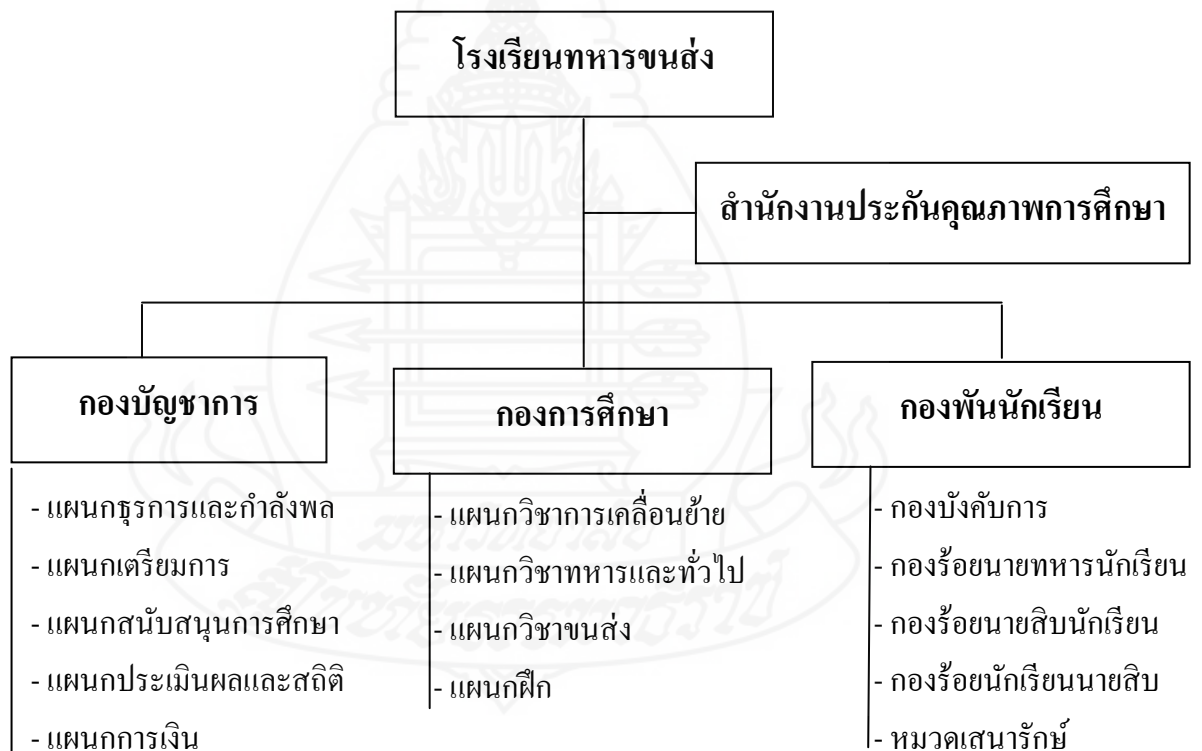 โรงเรียนทหารขนส่ง
สำนักงานประกันคุณภาพการศึกษา
กองบัญชาการ
- แผนกธุรการและกำลังพล
- แผนกเตรียมการ
- แผนกสนับสนุนการศึกษา
- แผนกประเมินผลและสถิติ
- แผนกการเงิน
กองการศึกษา
- แผนกวิชาการเคลื่อนย้าย
- แผนกวิชาทหารและทั่วไป
- แผนกวิชาขนส่ง
- แผนกฝึก
กองพันนักเรียน
- กองบังคับการ
- กองร้อยนายทหารนักเรียน
- กองร้อยนายสิบนักเรียน
- กองร้อยนักเรียนนายสิบ
- หมวดเสนารักษ์